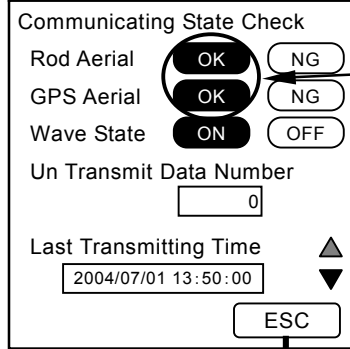 Communicating State Check
Rod Aerial OK NG
GPS Aerial OK NG
Wave State ON OFF
Un Transmit Data Number
0
Last Transmitting Time
2004/07/01 13:50:00
ESC